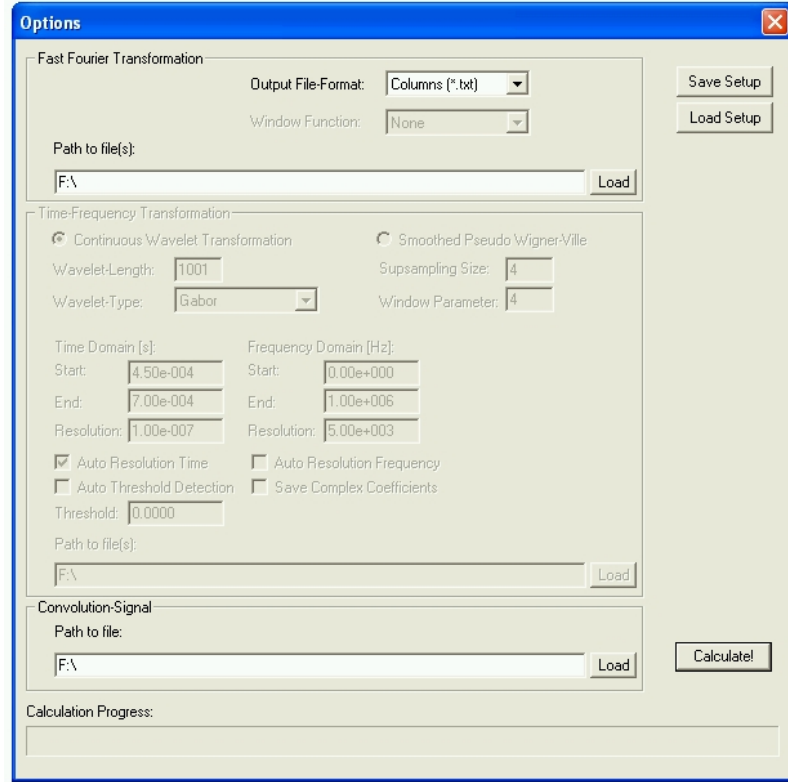 Options
Fast Fourier Transformation
Output File-Format: Columns (*.txt)
Save Setup
Window Function: None
Load Setup
Path to file(s):
F:\ Load
Time-Frequency Transformation
Continuous Wavelet Transformation Smoothed Pseudo Wigner-Ville
Wavelet-Length: 1001 Supsampling Size: 4
Wavelet-Type: Gabor Window Parameter: 4
Time Domain [s]: Frequency Domain [Hz]:
Start: 4.50e-004 Start: 0.00e+000
End: 7.00e-004 End: 1.00e+006
Resolution: 1.00e-007 Resolution: 5.00e+003
Auto Resolution Time Auto Resolution Frequency
Auto Threshold Detection Save Complex Coefficients
Threshold: 0.0000
Path to file(s):
F:\ Load
Convolution-Signal
Path to file:
F:\ Load
Calculate!
Calculation Progress: